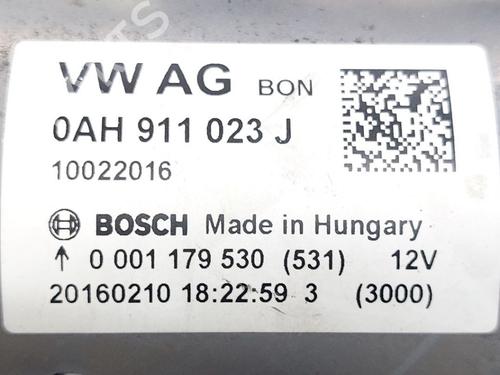 VW AG BON
0AH 911 023 J
10022016
BOSCH Made in Hungary
↑ 0 001 179 530 (531) 12V
20160210 18:22:59 3 (3000)